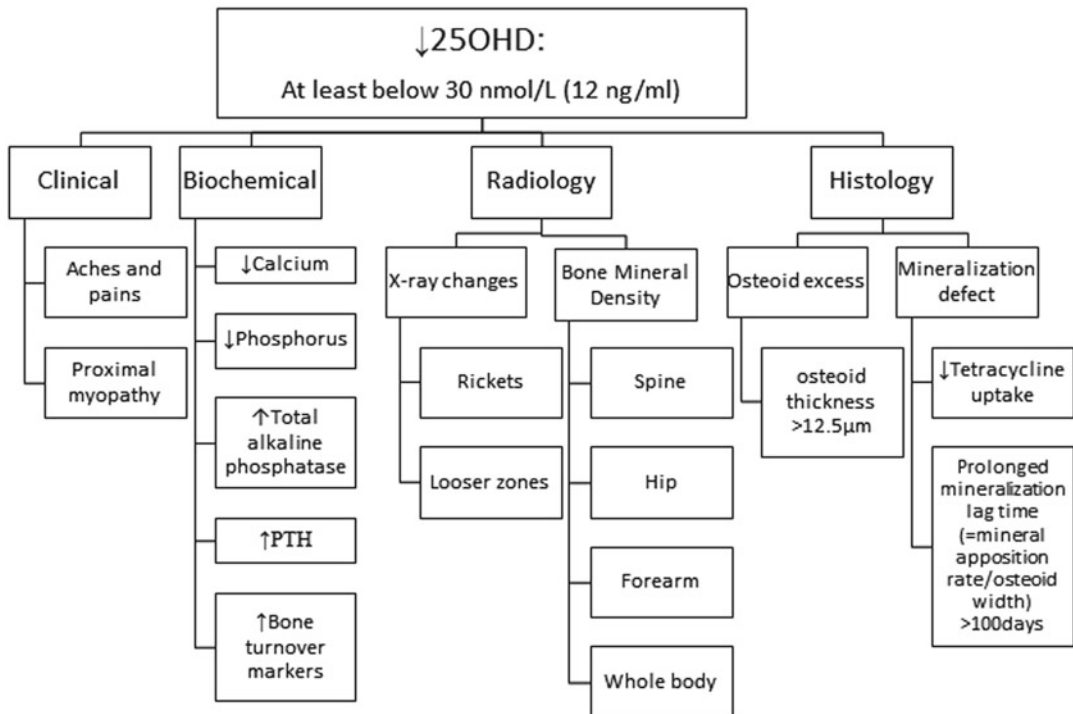 ↓25OHD:
At least below 30 nmol/L (12 ng/ml)
Clinical
Aches and
pains
Proximal
myopathy
Biochemical
↓Calcium
↓Phosphorus
↑Total
alkaline
phosphatase
↑PTH
↑Bone
turnover
markers
Radiology
X-ray changes
Rickets
Looser zones
Bone Mineral
Density
Spine
Hip
Forearm
Whole body
Histology
Osteoid excess
osteoid
thickness
>12.5µm
Mineralization
defect
↓Tetracycline
uptake
Prolonged
mineralization
lag time
(=mineral
apposition
rate/osteoid
width)
>100days